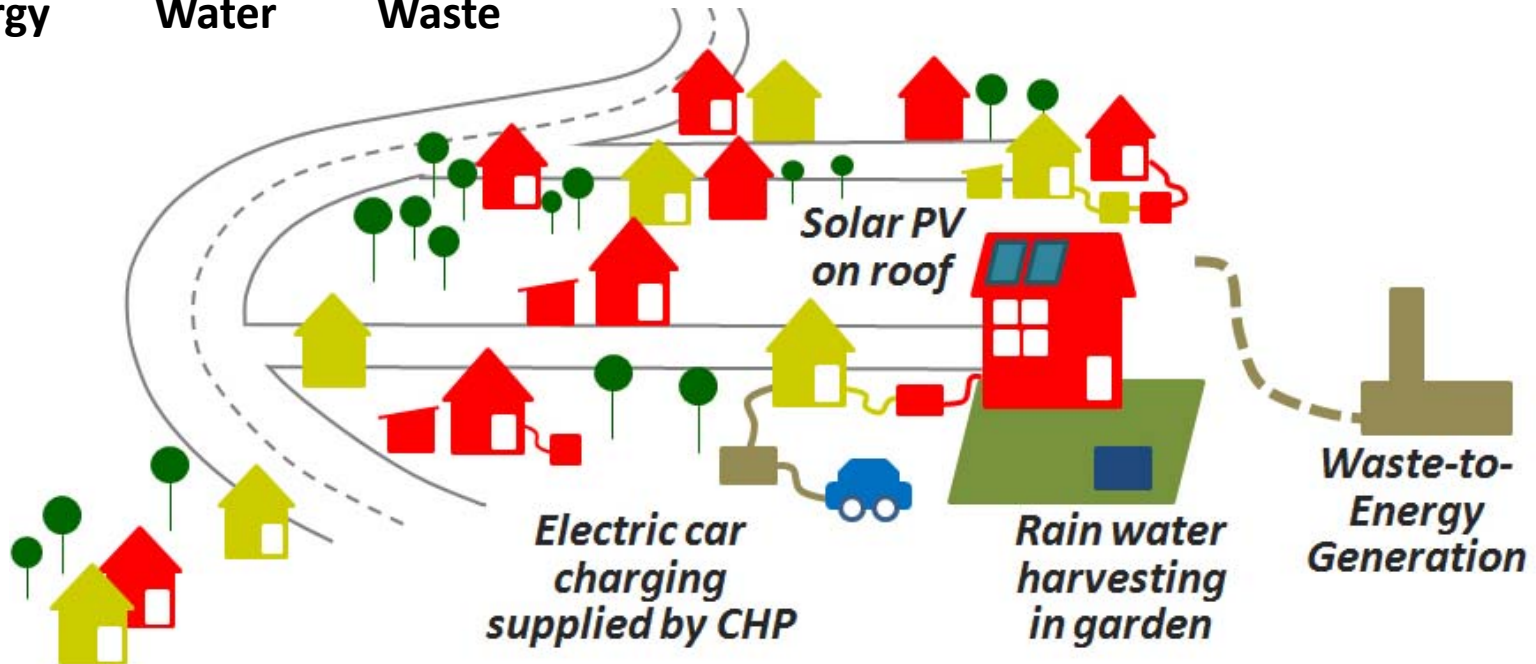 Water Waste
Solar PV
on roof
Electric car
charging
supplied by CHP
Rain water
harvesting
in garden
Waste-to-
Energy
Generation